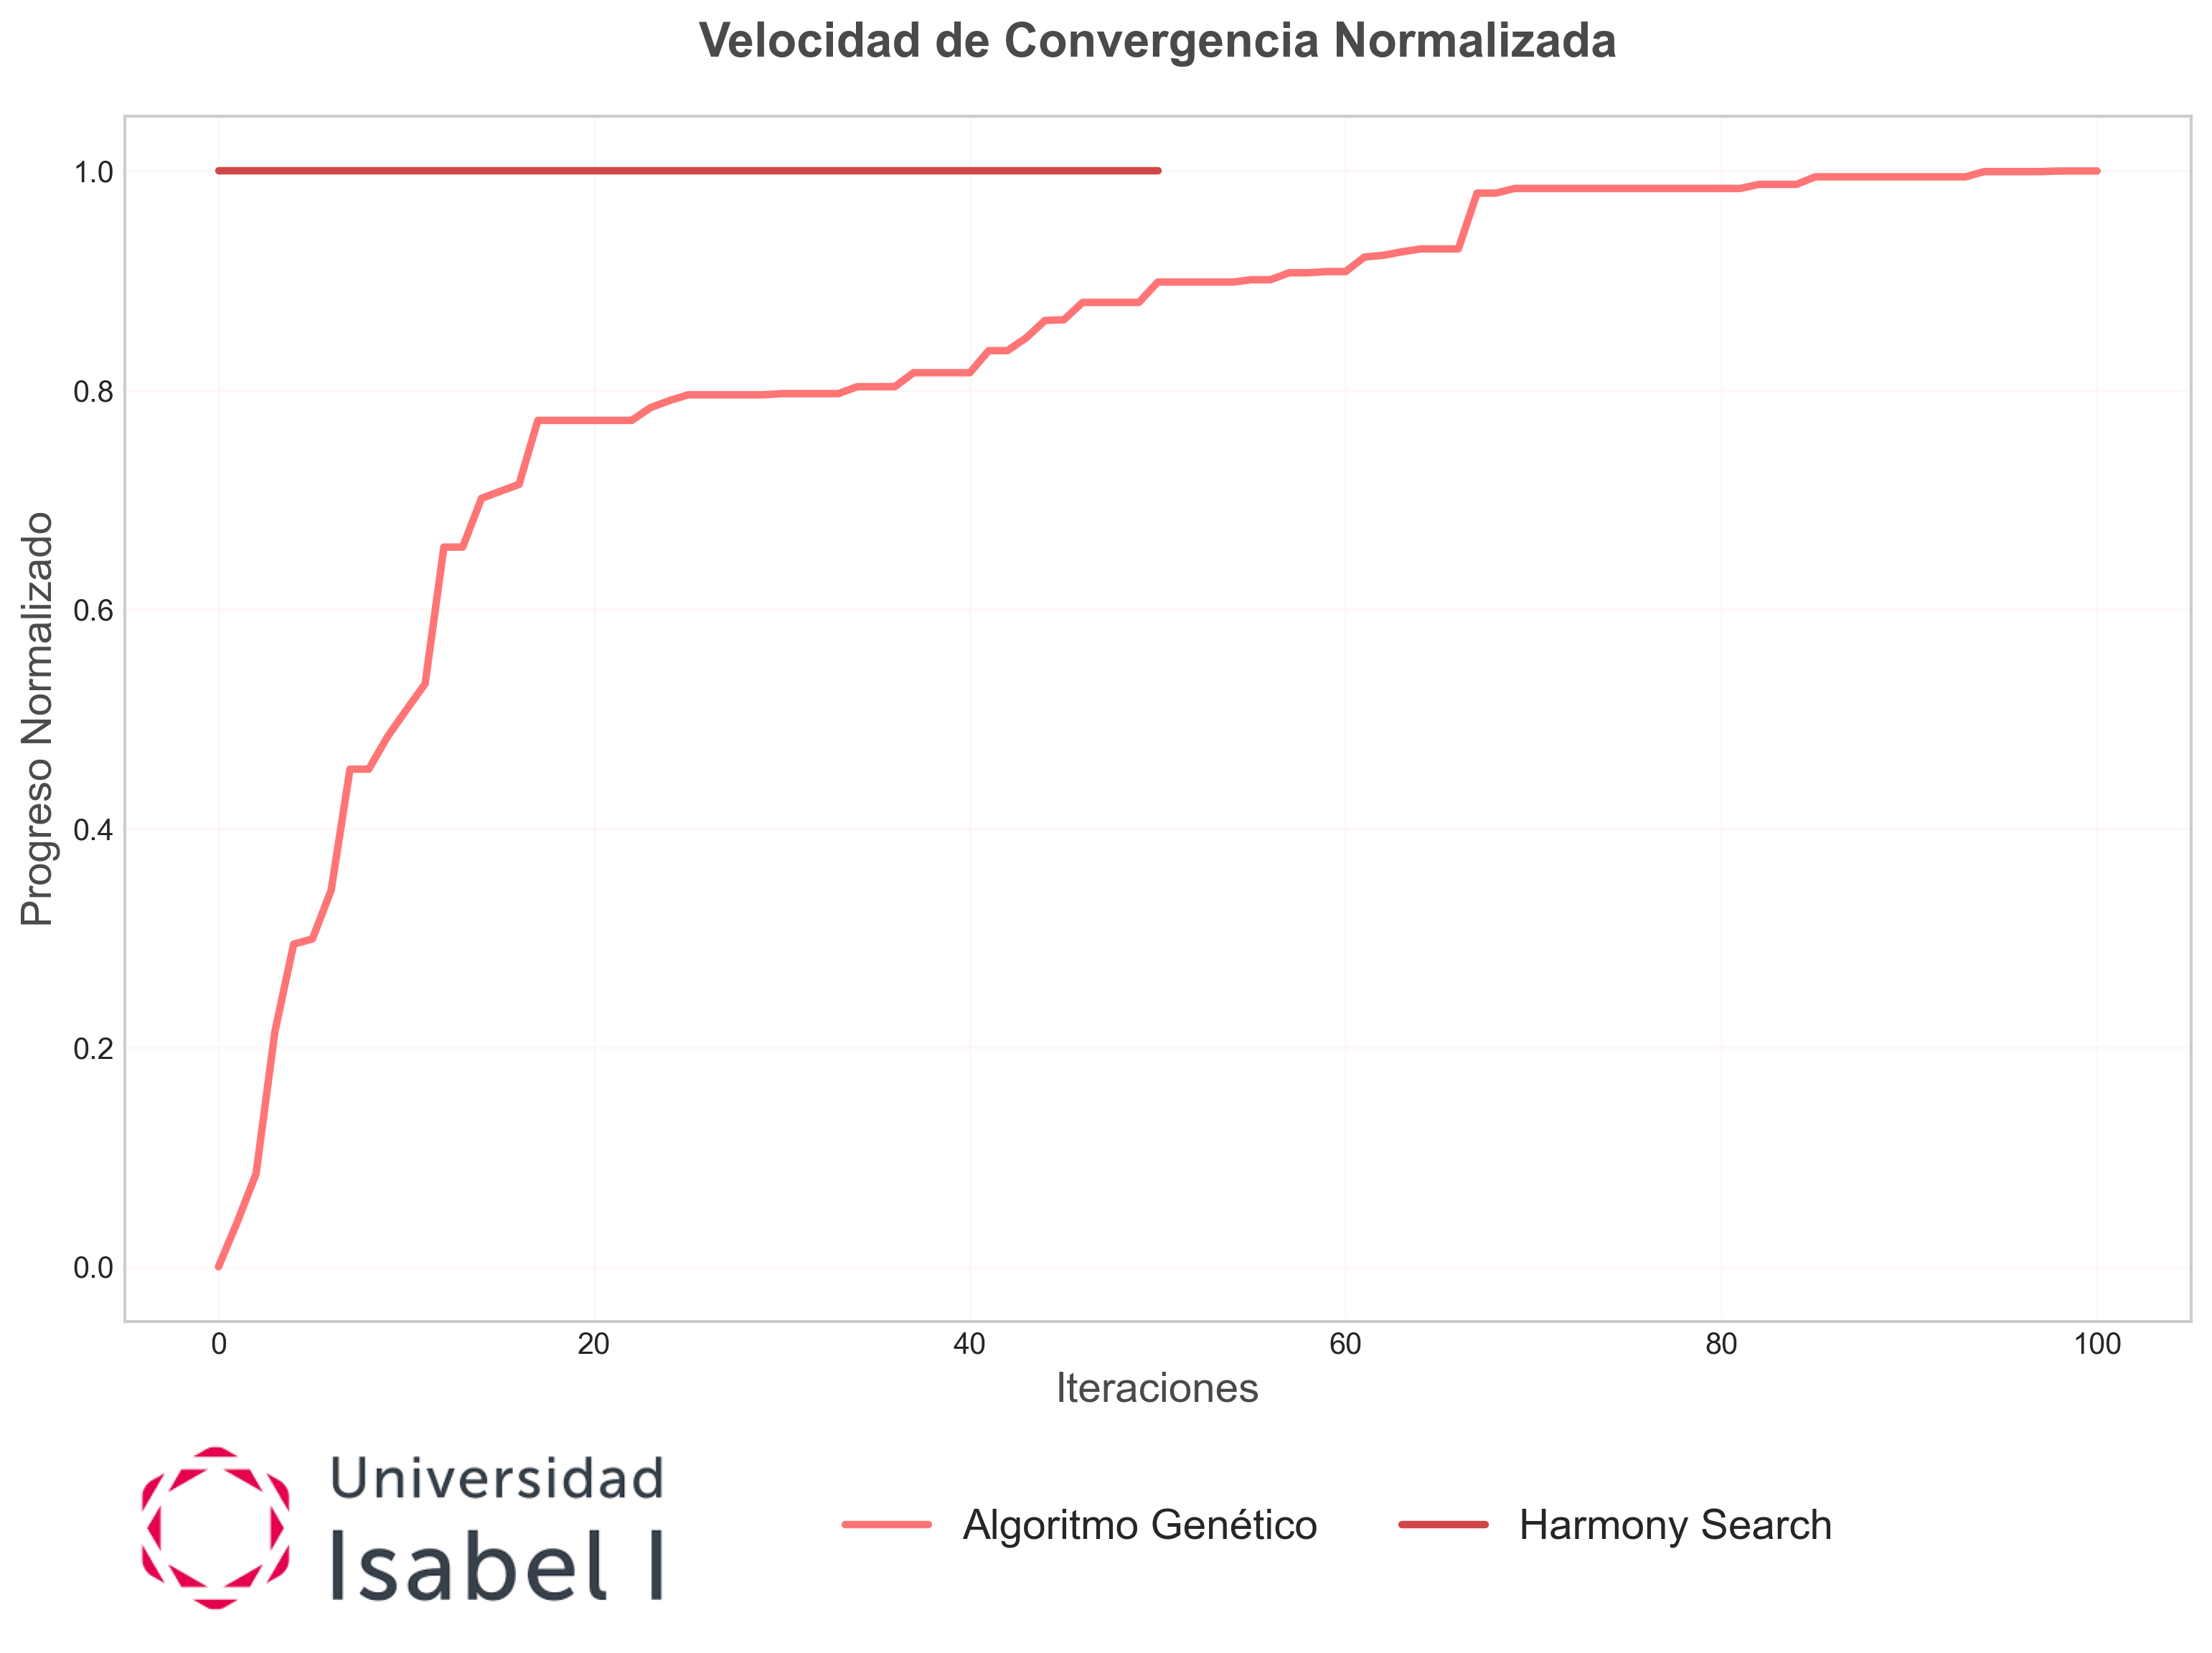 Velocidad de Convergencia Normalizada
Progreso Normalizado
1.0
0.8
0.6
0.4
0.2
0.0
0 20 40 60 80 100
Iteraciones
Universidad
Isabel I
Algoritmo Genético Harmony Search